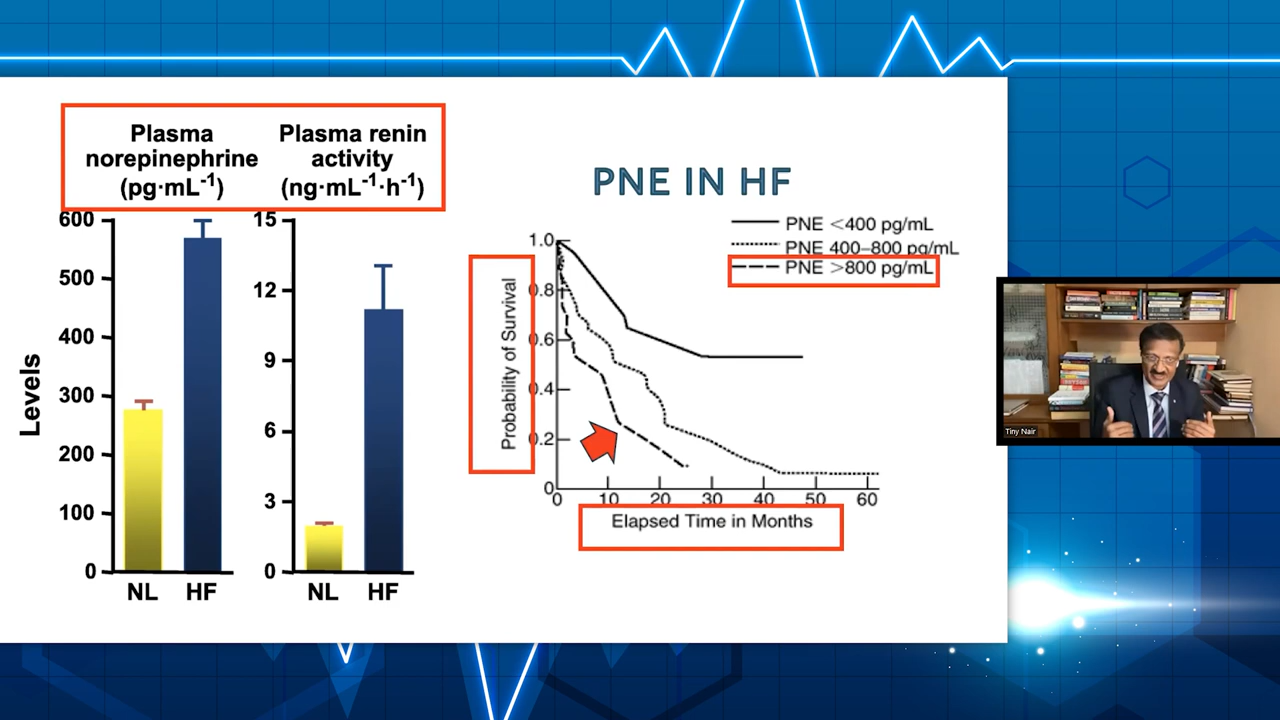 Plasma
norepinephrine
(pg·mL⁻¹)
Plasma renin
activity
(ng·mL⁻¹·h⁻¹)
Levels
600
500
400
300
200
100
0
NL
HF
15
12
9
6
3
0
NL
HF
PNE IN HF
PNE <400 pg/mL
PNE 400–800 pg/mL
PNE >800 pg/mL
Probability of Survival
1.0
0.8
0.6
0.4
0.2
0
0 10 20 30 40 50 60
Elapsed Time in Months
Tiny Nair